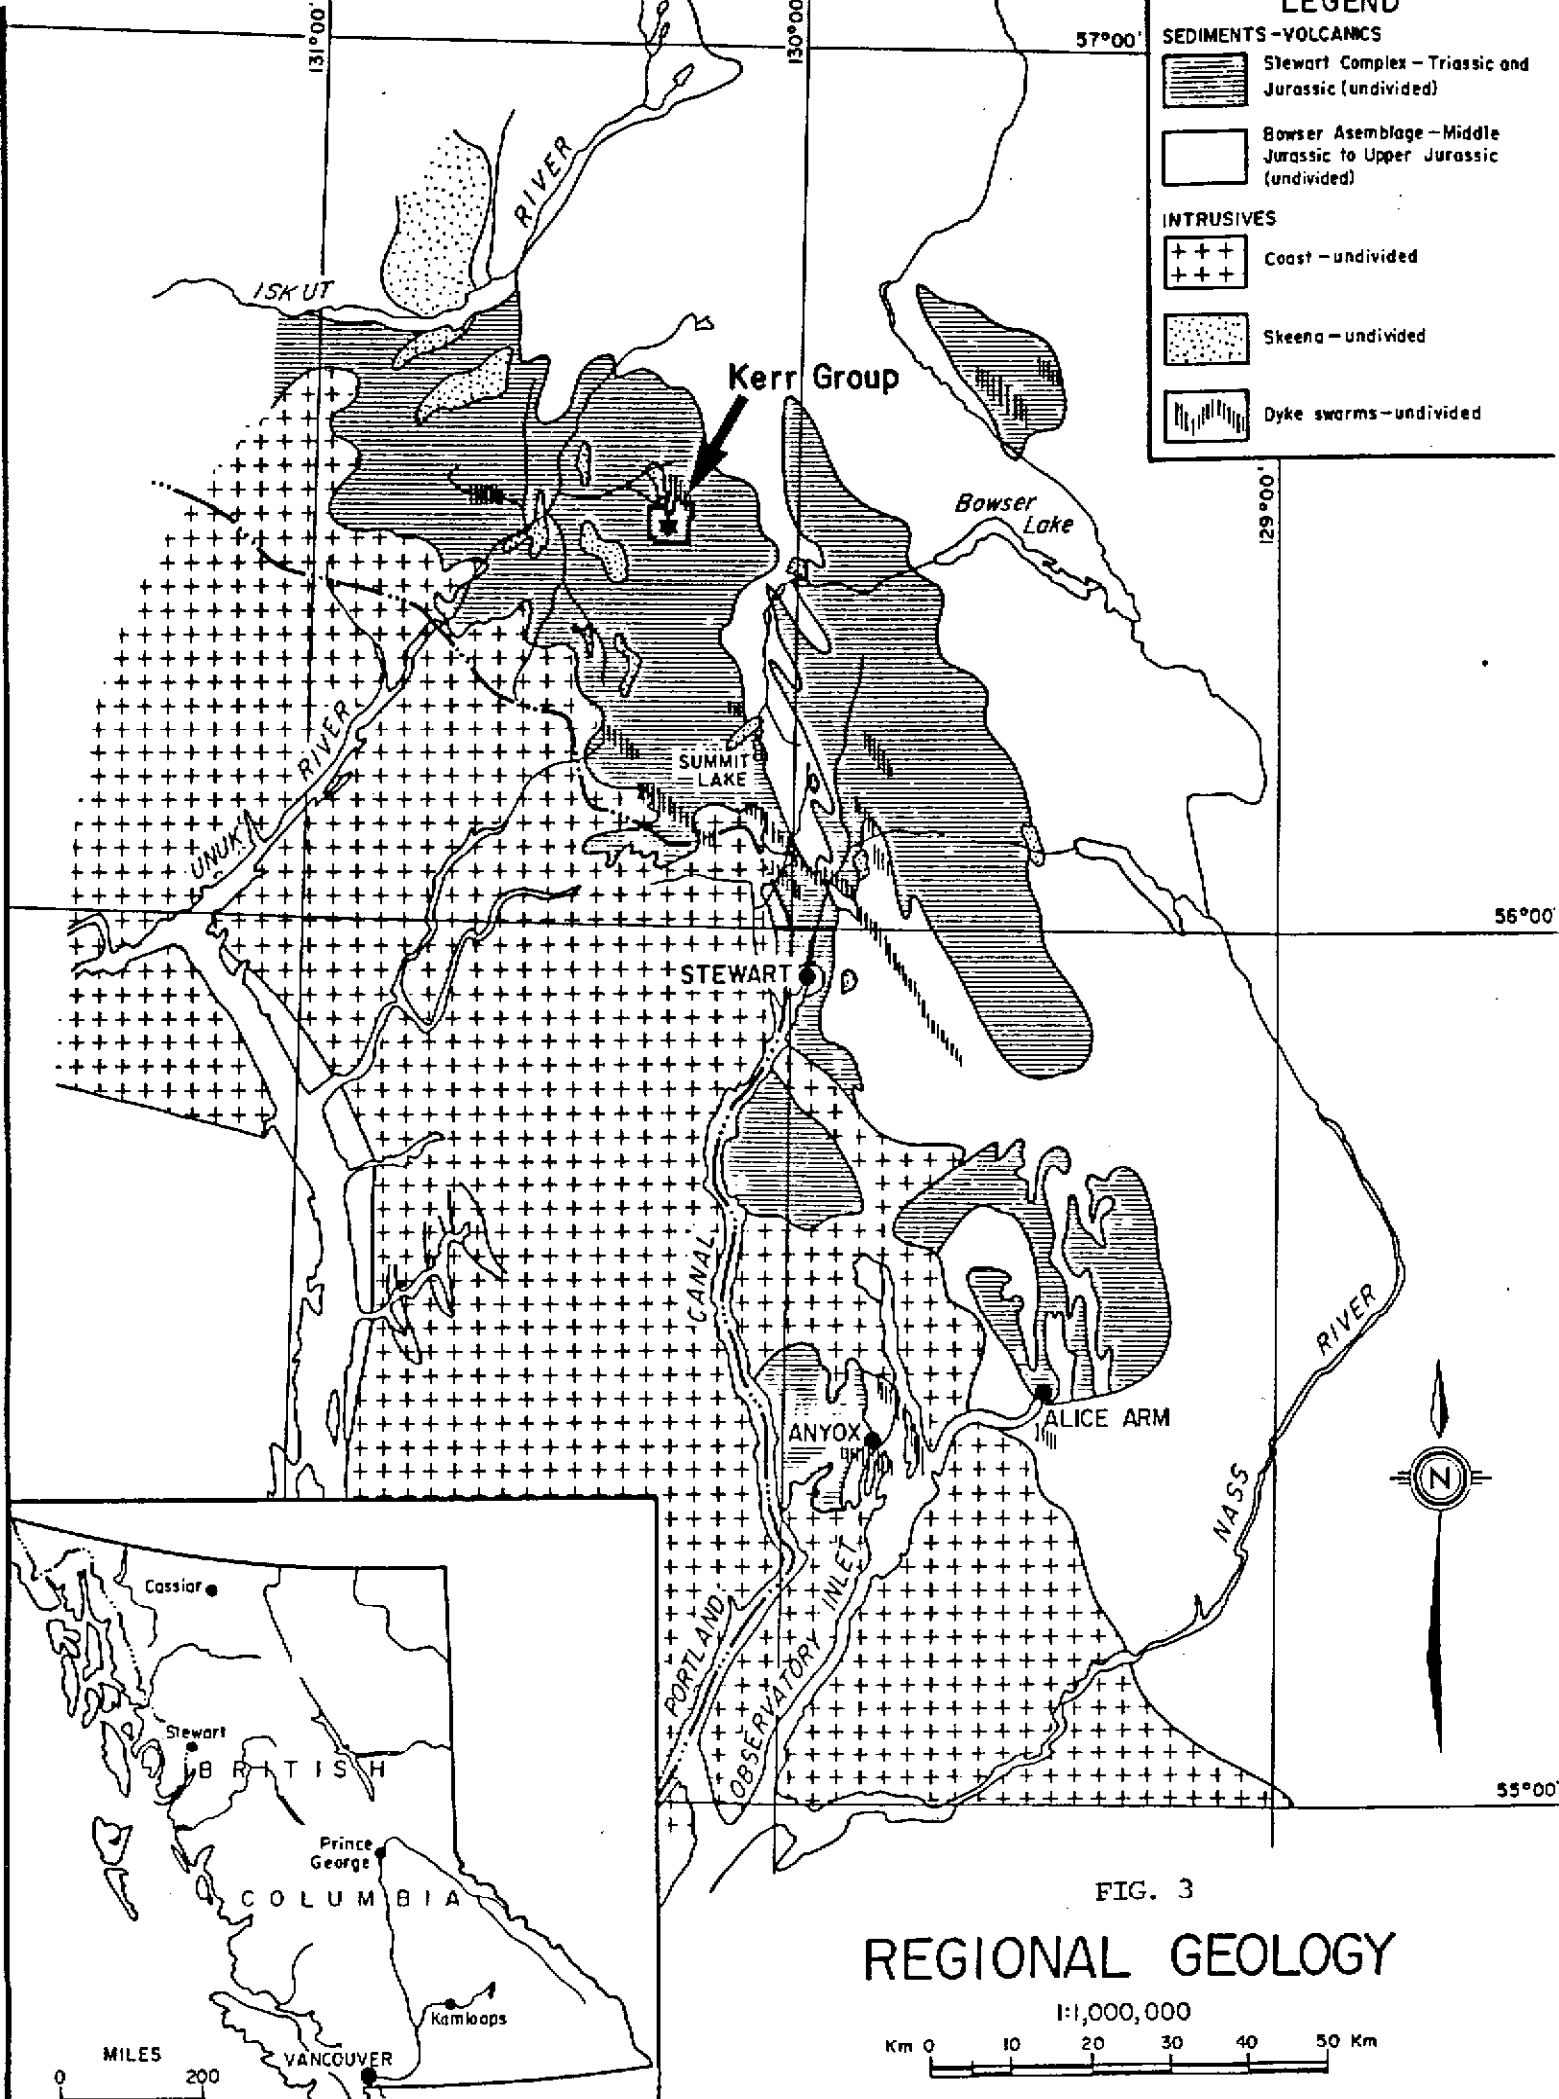 LEGEND
SEDIMENTS-VOLCANICS
Stewart Complex - Triassic and
Jurassic (undivided)
Bowser Asemblage - Middle
Jurassic to Upper Jurassic
(undivided)
INTRUSIVES
Coast - undivided
Skeena - undivided
Dyke swarms - undivided
131°00'
130°00'
57°00'
RIVER
ISKUT
Kerr Group
Bowser
Lake
129°00'
RIVER
UNUK
SUMMIT
LAKE
56°00'
STEWART
CANAL
RIVER
ALICE ARM
ANYOX
N
NASS
PORTLAND
OBSERVATORY INLET
55°00'
Cassiar
Stewart
BRITISH
Prince
George
COLUMBIA
Kamloops
VANCOUVER
MILES
0 200
FIG. 3
REGIONAL GEOLOGY
1:1,000,000
Km 0 10 20 30 40 50 Km